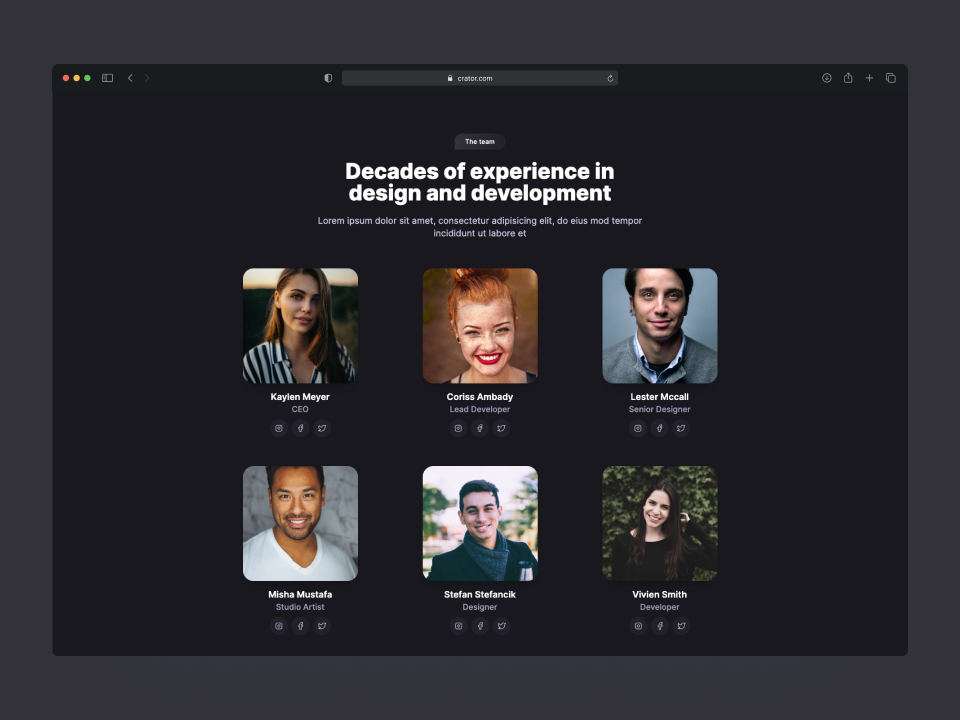 crator.com
The team
Decades of experience in
design and development
Lorem ipsum dolor sit amet, consectetur adipisicing elit, do eius mod tempor
incididunt ut labore et
Kaylen Meyer
CEO
Coriss Ambady
Lead Developer
Lester Mccall
Senior Designer
Misha Mustafa
Studio Artist
Stefan Stefancik
Designer
Vivien Smith
Developer